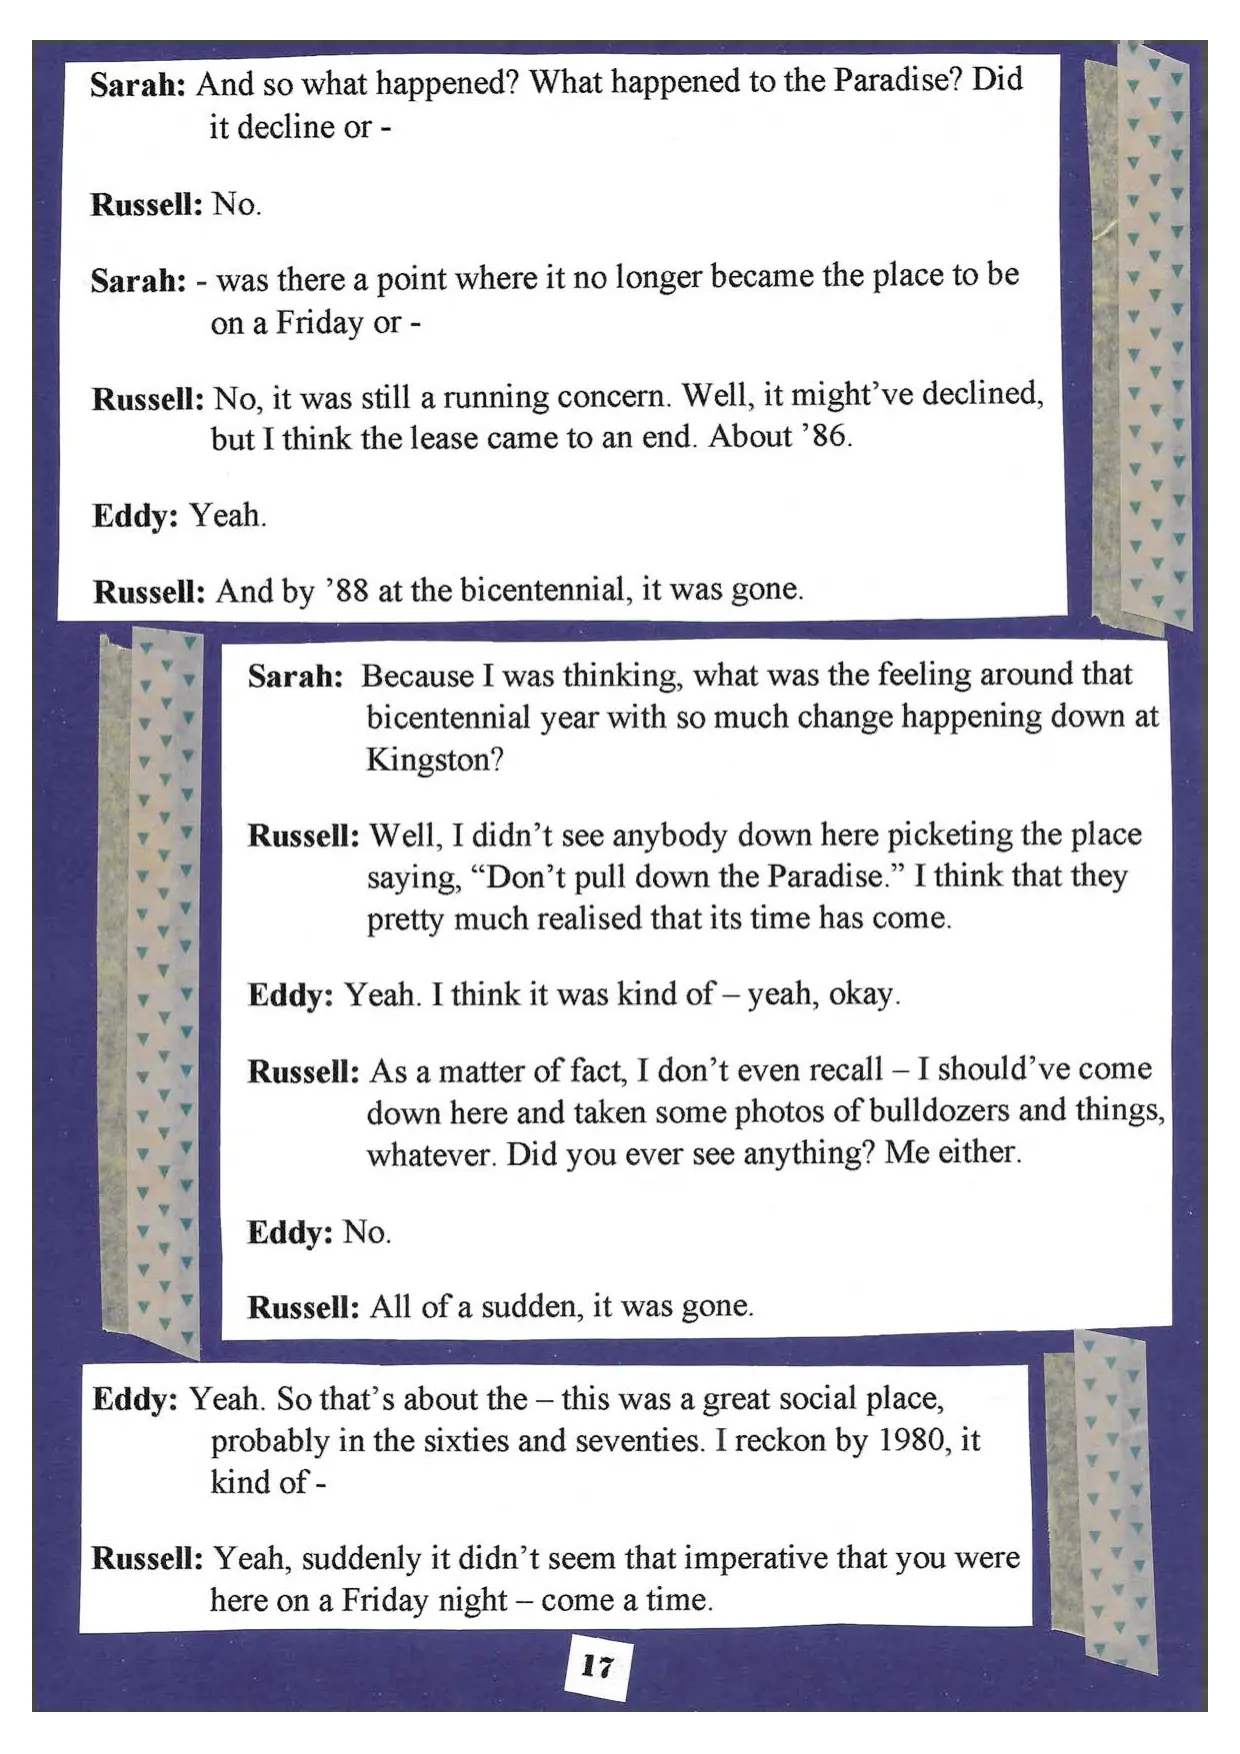 Sarah: And so what happened? What happened to the Paradise? Did
it decline or -
Russell: No.
Sarah: - was there a point where it no longer became the place to be
on a Friday or -
Russell: No, it was still a running concern. Well, it might’ve declined,
but I think the lease came to an end. About ’86.
Eddy: Yeah.
Russell: And by ’88 at the bicentennial, it was gone.
Sarah: Because I was thinking, what was the feeling around that
bicentennial year with so much change happening down at
Kingston?
Russell: Well, I didn’t see anybody down here picketing the place
saying, “Don’t pull down the Paradise.” I think that they
pretty much realised that its time has come.
Eddy: Yeah. I think it was kind of – yeah, okay.
Russell: As a matter of fact, I don’t even recall – I should’ve come
down here and taken some photos of bulldozers and things,
whatever. Did you ever see anything? Me either.
Eddy: No.
Russell: All of a sudden, it was gone.
Eddy: Yeah. So that’s about the – this was a great social place,
probably in the sixties and seventies. I reckon by 1980, it
kind of -
Russell: Yeah, suddenly it didn’t seem that imperative that you were
here on a Friday night – come a time.
17